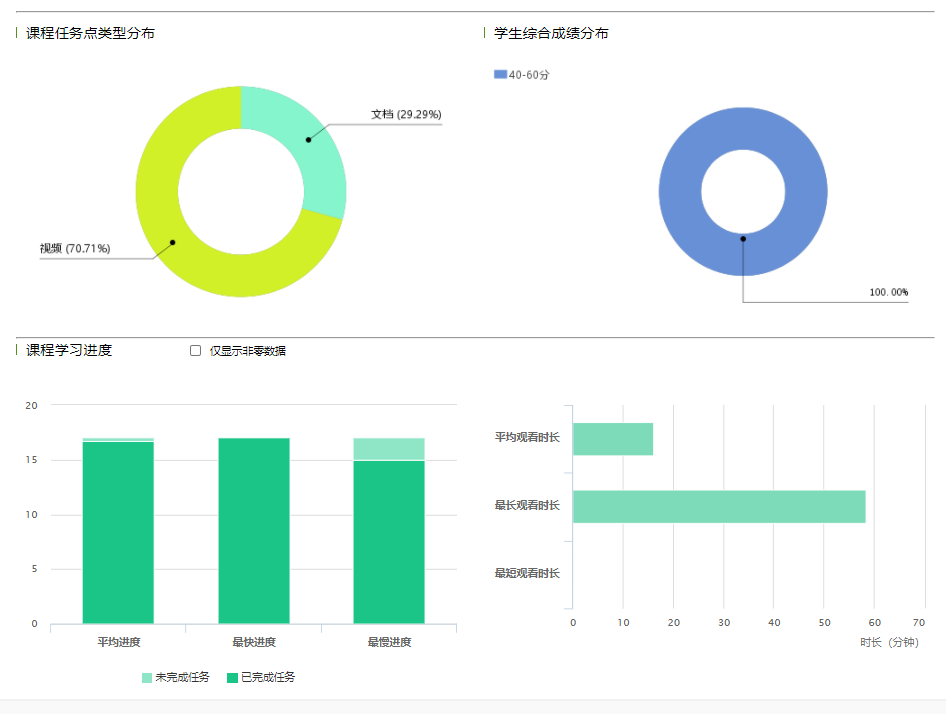 课程任务点类型分布
学生综合成绩分布
40-60分
文档 (29.29%)
视频 (70.71%)
100.00%
课程学习进度
仅显示非零数据
20
15
10
5
0
平均进度
最快进度
最慢进度
未完成任务
已完成任务
平均观看时长
最长观看时长
最短观看时长
0 10 20 30 40 50 60 70
时长（分钟）